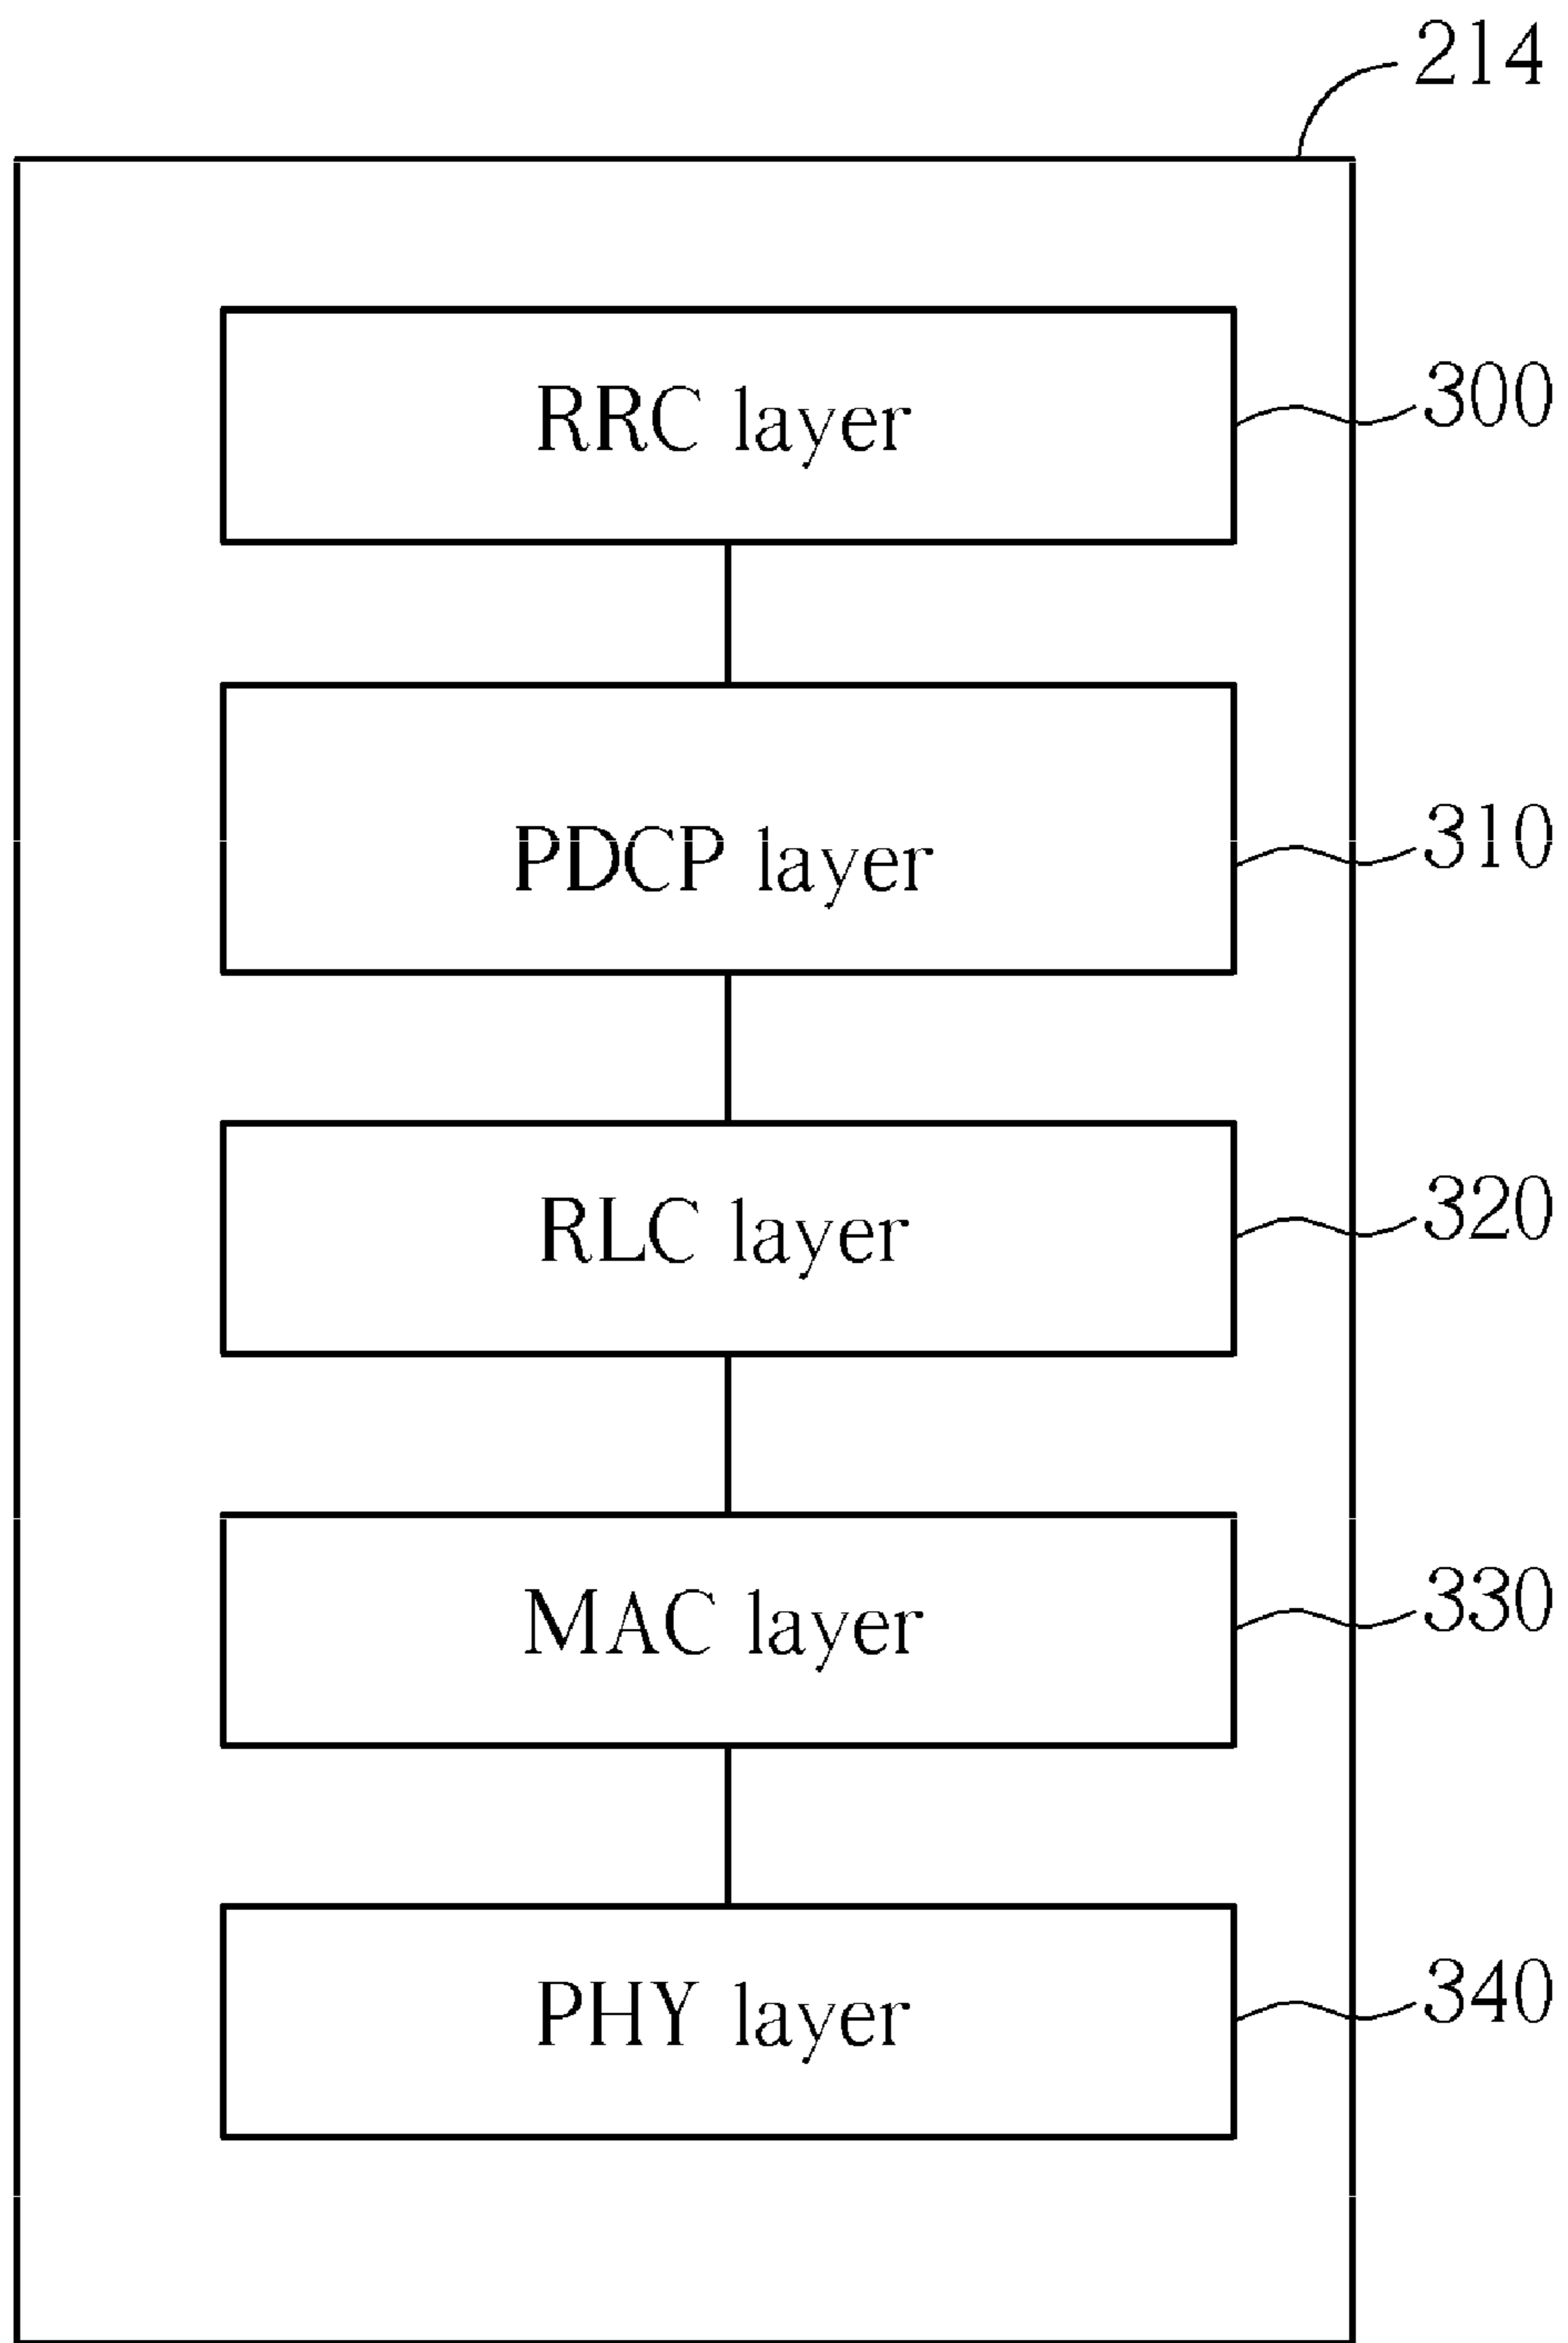 214
RRC layer
300
PDCP layer
310
RLC layer
320
MAC layer
330
PHY layer
340